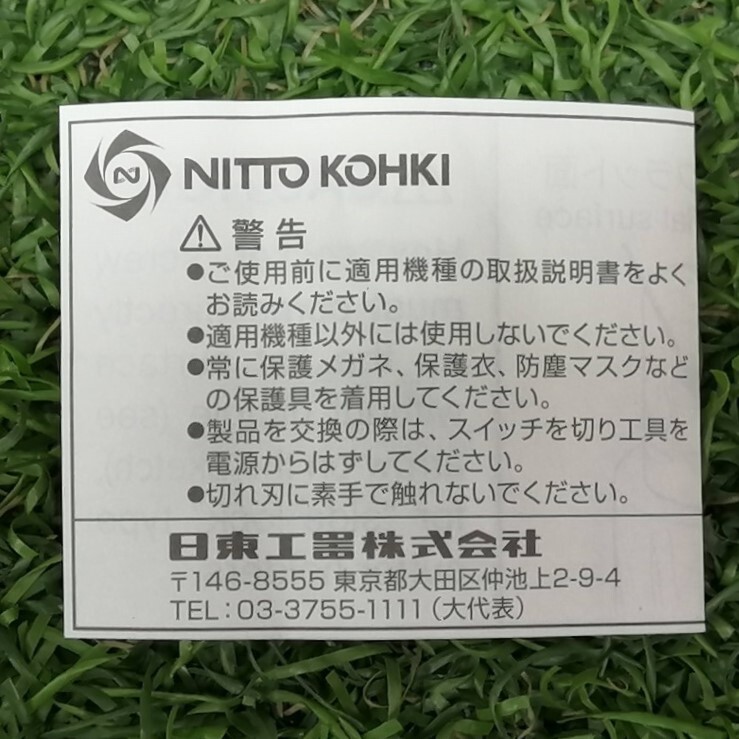 NITTO KOHKI
警告
●ご使用前に適用機種の取扱説明書をよく
お読みください。
●適用機種以外には使用しないでください。
●常に保護メガネ、保護衣、防塵マスクなど
の保護具を着用してください。
●製品を交換の際は、スイッチを切り工具を
電源からはずしてください。
●切れ刃に素手で触れないでください。
日東工器株式会社
〒146-8555 東京都大田区仲池上2-9-4
TEL:03-3755-1111(大代表)